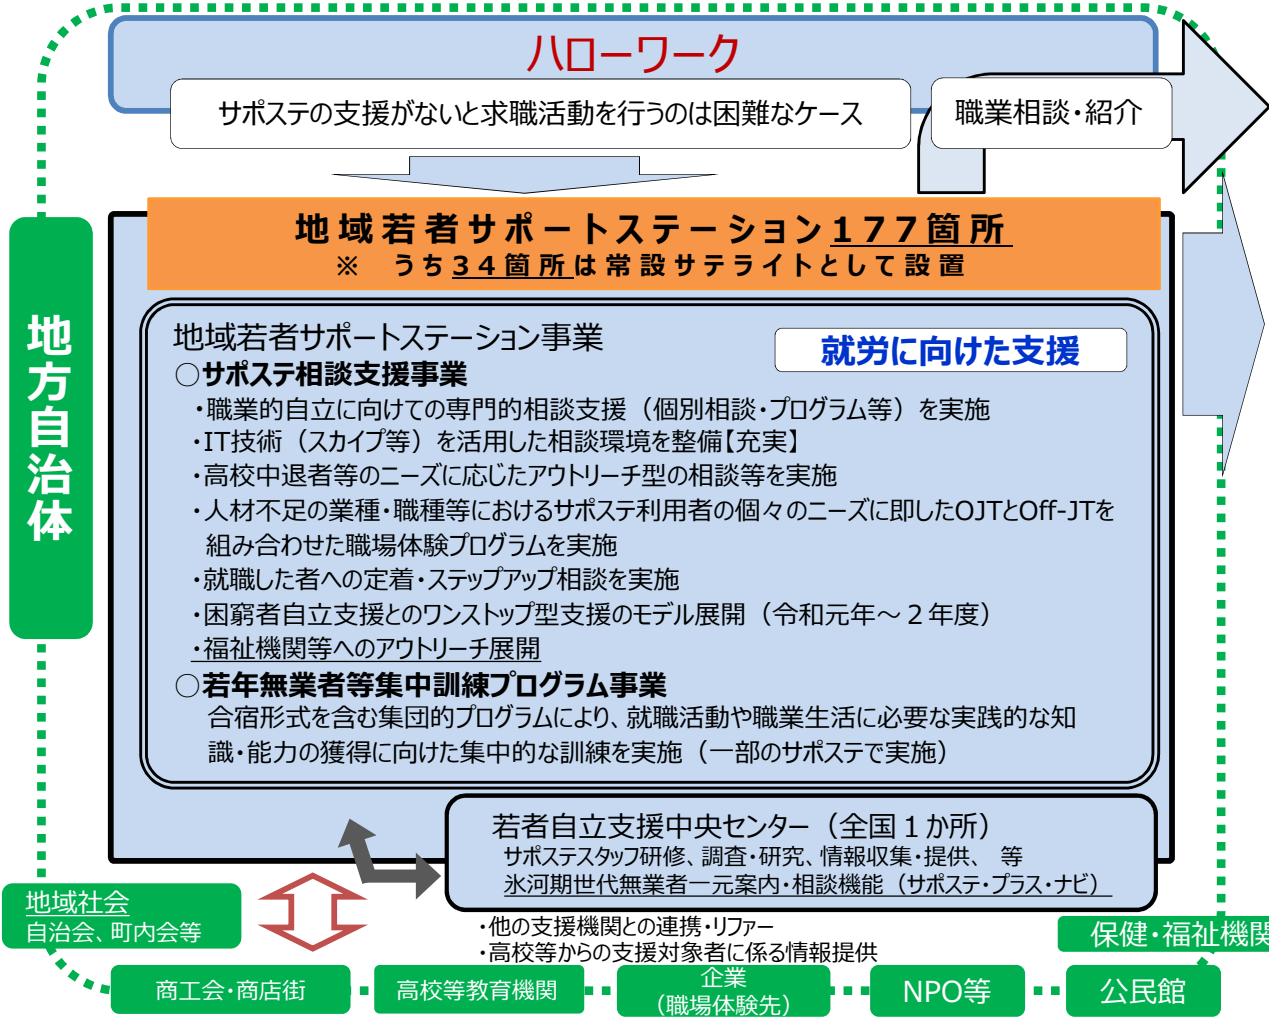 ハローワーク
サポステの支援がないと求職活動を行うのは困難なケース
職業相談・紹介
地域若者サポートステーション177箇所
※ うち34箇所は常設サテライトとして設置
地方自治体
地域若者サポートステーション事業
就労に向けた支援
○サポステ相談支援事業
・職業的自立に向けての専門的相談支援（個別相談・プログラム等）を実施
・IT技術（スカイプ等）を活用した相談環境を整備【充実】
・高校中退者等のニーズに応じたアウトリーチ型の相談等を実施
・人材不足の業種・職種等におけるサポステ利用者の個々のニーズに即したOJTとOff-JTを
組み合わせた職場体験プログラムを実施
・就職した者への定着・ステップアップ相談を実施
・困窮者自立支援とのワンストップ型支援のモデル展開（令和元年～２年度）
・福祉機関等へのアウトリーチ展開
○若年無業者等集中訓練プログラム事業
合宿形式を含む集団的プログラムにより、就職活動や職業生活に必要な実践的な知
識・能力の獲得に向けた集中的な訓練を実施（一部のサポステで実施）
若者自立支援中央センター（全国１か所）
サポステスタッフ研修、調査・研究、情報収集・提供、 等
氷河期世代無業者一元案内・相談機能（サポステ・プラス・ナビ）
地域社会
自治会、町内会等
・他の支援機関との連携・リファー
・高校等からの支援対象者に係る情報提供
保健・福祉機関
商工会・商店街
高校等教育機関
企業
（職場体験先）
NPO等
公民館